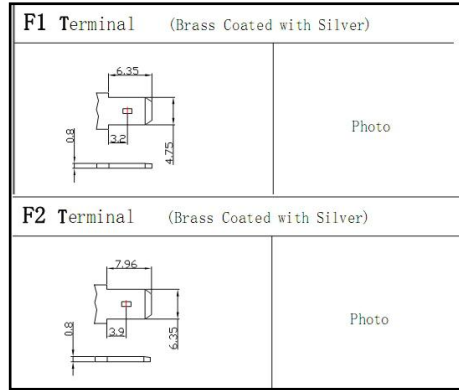 F1 Terminal (Brass Coated with Silver)
6.35
3.2
4.75
0.8
Photo
F2 Terminal (Brass Coated with Silver)
7.96
3.9
6.35
0.8
Photo